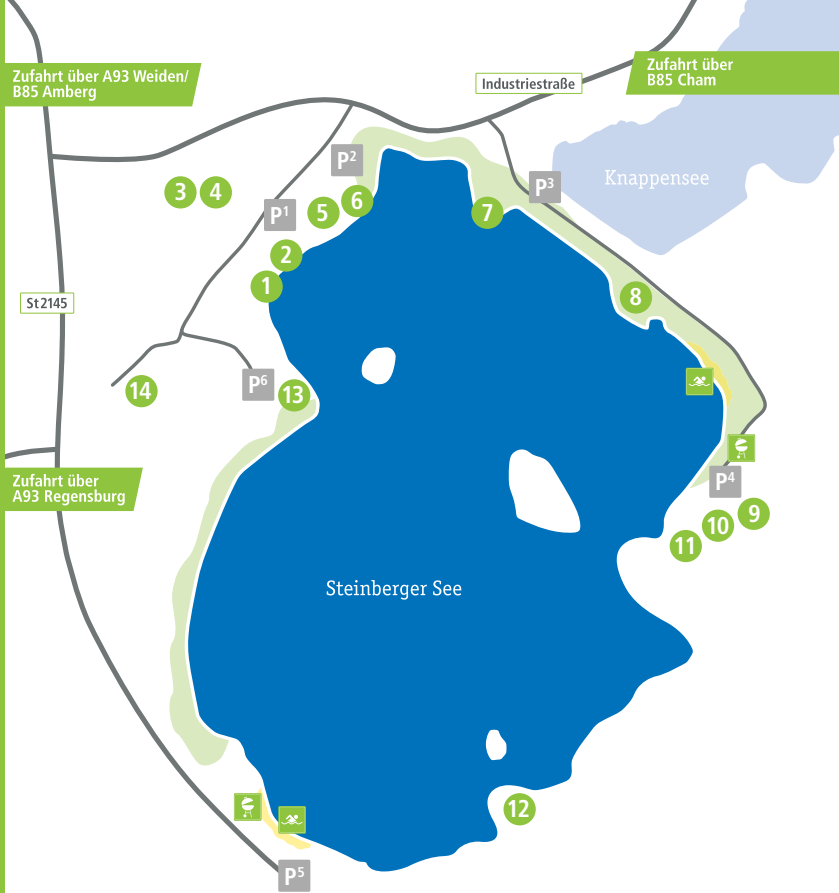 Zufahrt über A93 Weiden/
B85 Amberg
Zufahrt über
B85 Cham
Industriestraße
P²
Knappensee
P³
3
4
6
5
7
P¹
2
1
8
St2145
P⁶
14
13
P⁴
Zufahrt über
A93 Regensburg
9
10
11
Steinberger See
12
P⁵